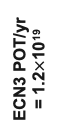 ECN3 POT/yr
= 1.2×10¹⁹